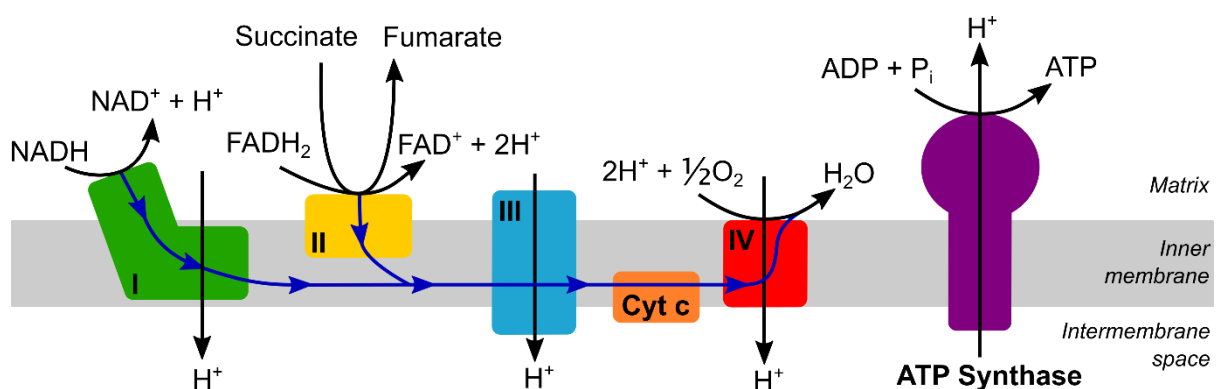 H⁺
Succinate Fumarate
ADP + Pᵢ ATP
NAD⁺ + H⁺
NADH FADH₂ FAD⁺ + 2H⁺
2H⁺ + ½O₂ H₂O
Matrix
III
II IV
Inner
membrane
I
Cyt c
Intermembrane
space
H⁺ H⁺ H⁺ ATP Synthase